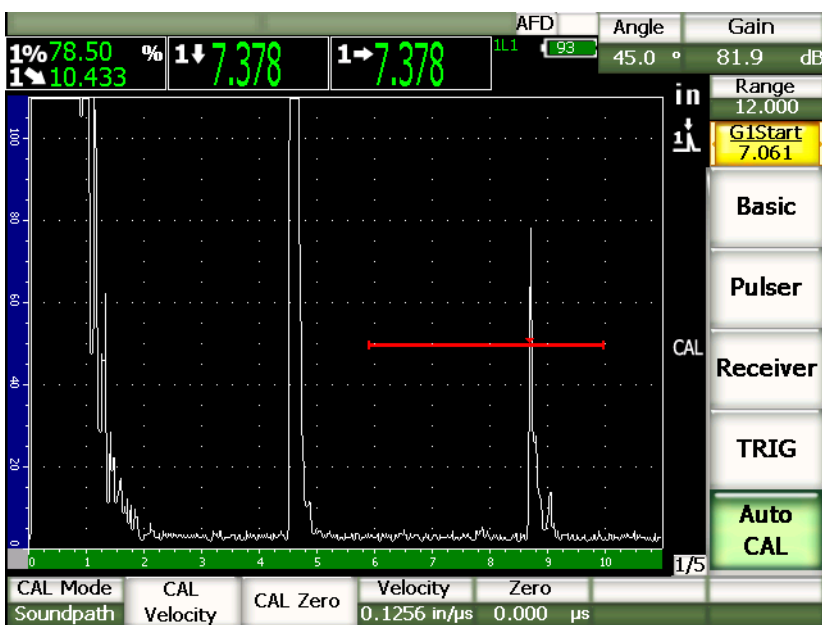 AFD
Angle
Gain
1% 78.50 %
1 10.433
1 7.378
1 7.378
1L1
93
45.0 °
81.9 dB
in
Range
12.000
1
G1Start
7.061
Basic
Pulser
CAL
Receiver
TRIG
Auto
CAL
100
80
60
40
20
0
0 1 2 3 4 5 6 7 8 9 10
1/5
CAL Mode
Soundpath
CAL
Velocity
CAL Zero
Velocity
0.1256 in/µs
Zero
0.000 µs